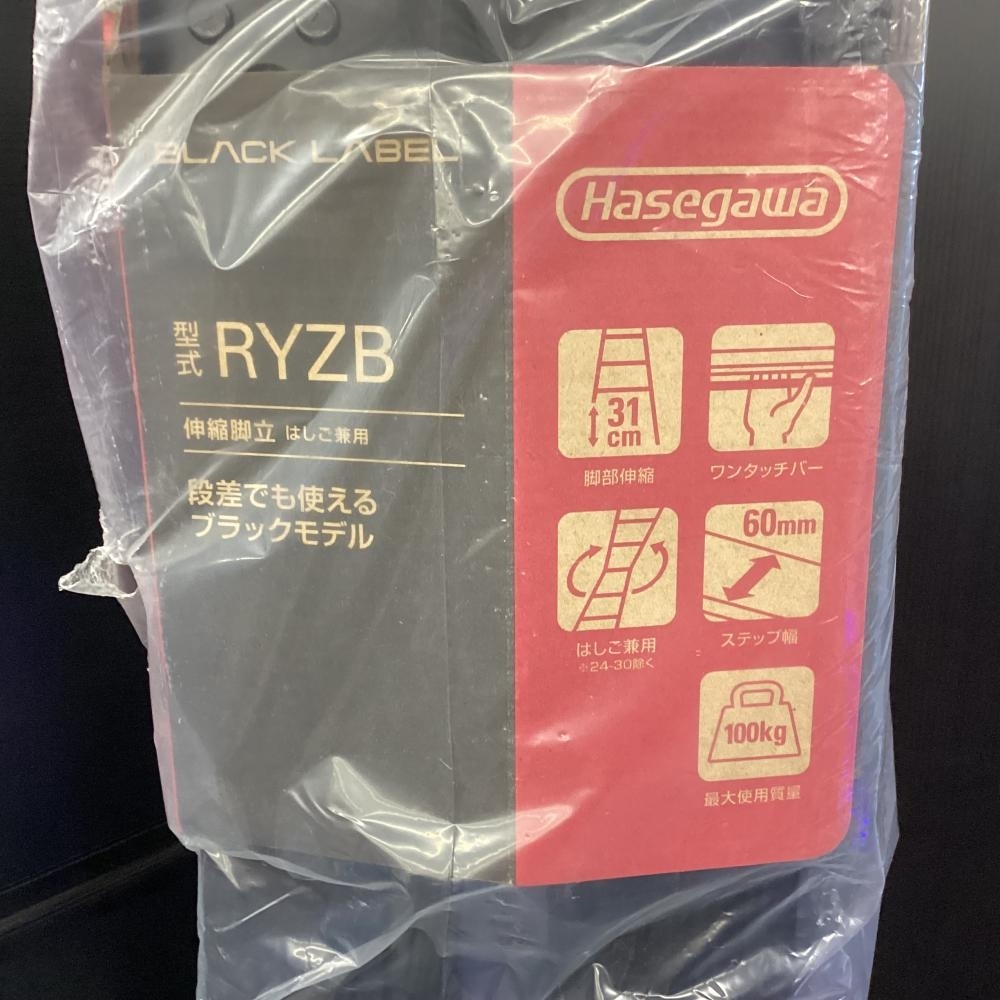 BLACK LABEL
型式 RYZB
伸縮脚立 はしご兼用
段差でも使える
ブラックモデル
Hasegawa
31
cm
脚部伸縮
ワンタッチバー
はしご兼用
※24-30除く
60mm
ステップ幅
100kg
最大使用質量